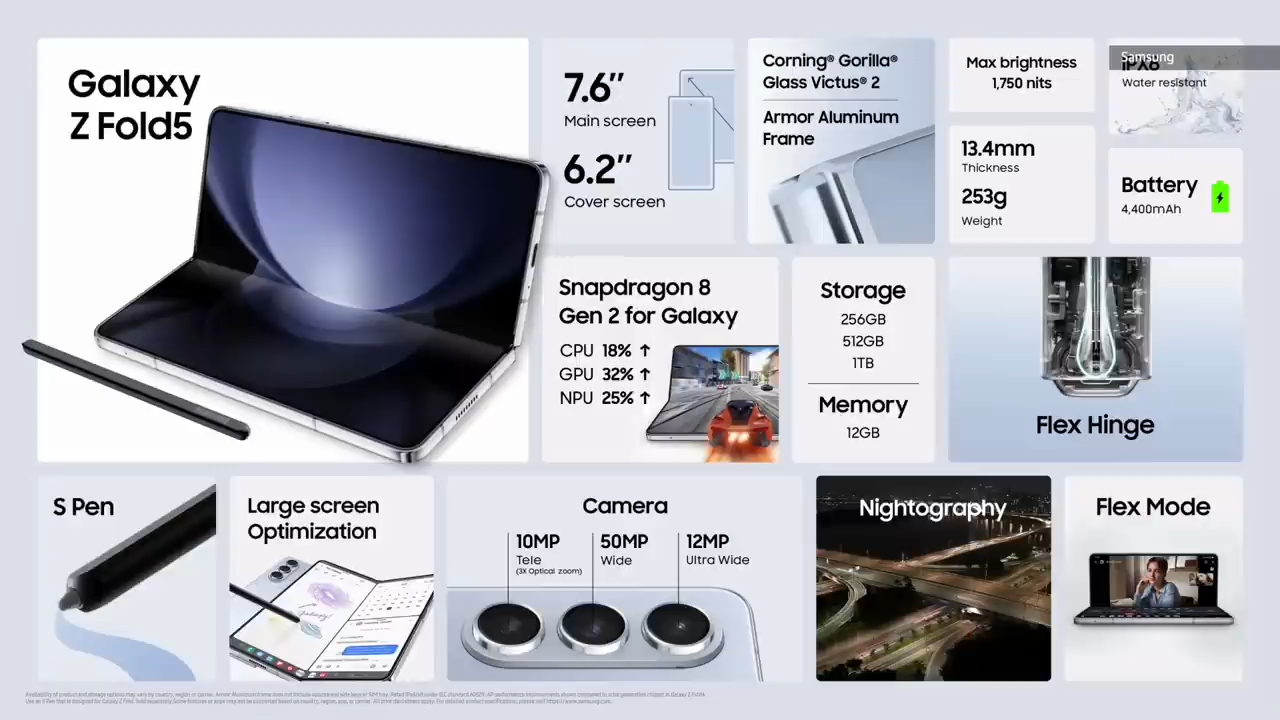 Galaxy
Z Fold5
7.6″
Main screen
6.2″
Cover screen
Corning® Gorilla®
Glass Victus® 2
Armor Aluminum
Frame
Max brightness
1,750 nits
Samsung
IPX8
Water resistant
13.4mm
Thickness
253g
Weight
Battery
4,400mAh
Snapdragon 8
Gen 2 for Galaxy
CPU 18% ↑
GPU 32% ↑
NPU 25% ↑
Storage
256GB
512GB
1TB
Memory
12GB
Flex Hinge
S Pen
Large screen
Optimization
Camera
10MP
Tele
(3X Optical zoom)
50MP
Wide
12MP
Ultra Wide
Nightography
Flex Mode